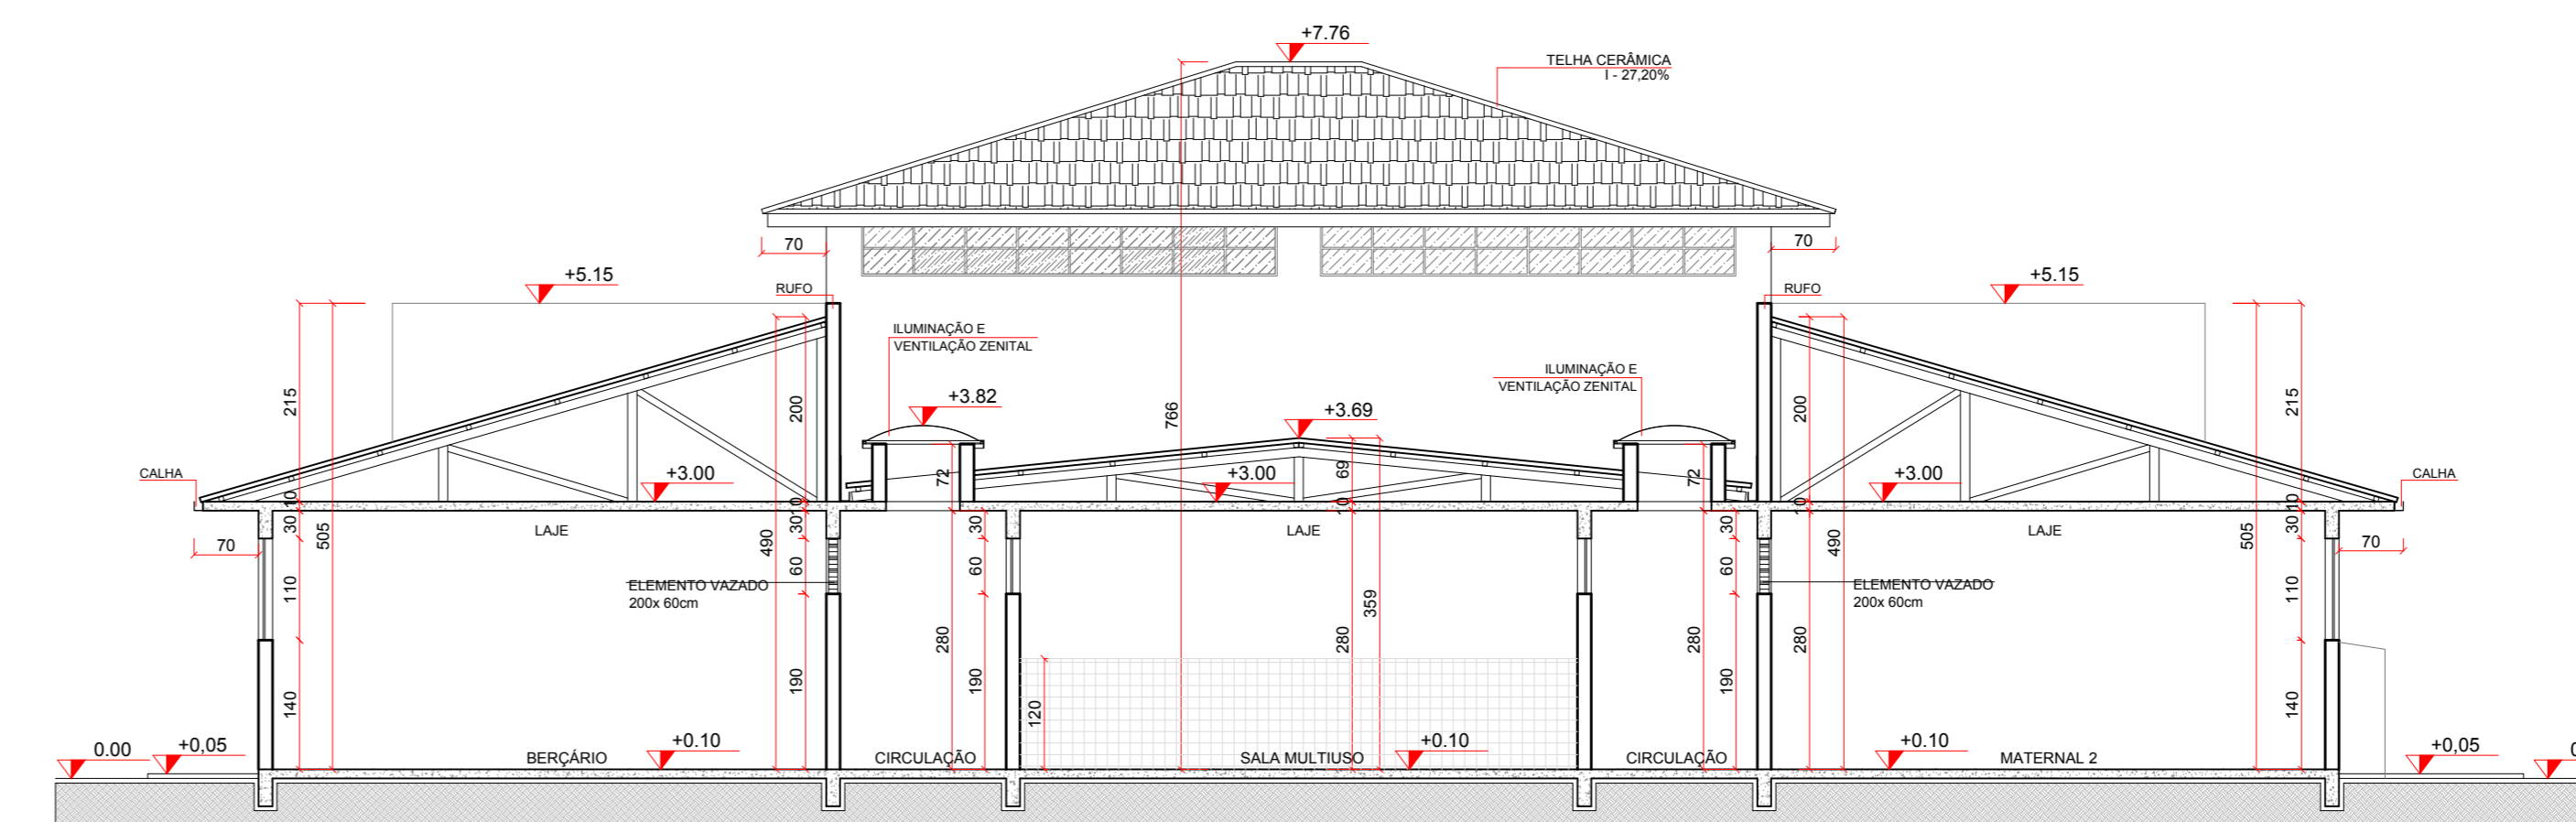 +7.76
TELHA CERÂMICA
I - 27,20%
70
70
+5.15
+5.15
RUFO
RUFO
ILUMINAÇÃO E
VENTILAÇÃO ZENITAL
ILUMINAÇÃO E
VENTILAÇÃO ZENITAL
215
200
+3.82
766
+3.69
200
215
CALHA
+3.00
72
+3.00
69
72
+3.00
CALHA
10
10
10
10
10
30
505
LAJE
490
30
30
LAJE
30
490
LAJE
505
30
70
70
110
60
60
60
110
ELEMENTO VAZADO
200x 60cm
ELEMENTO VAZADO
200x 60cm
359
280
280
280
280
140
190
190
120
190
140
0.00
+0,05
BERÇÁRIO
+0.10
CIRCULAÇÃO
SALA MULTIUSO
+0.10
CIRCULAÇÃO
+0.10
MATERNAL 2
+0,05